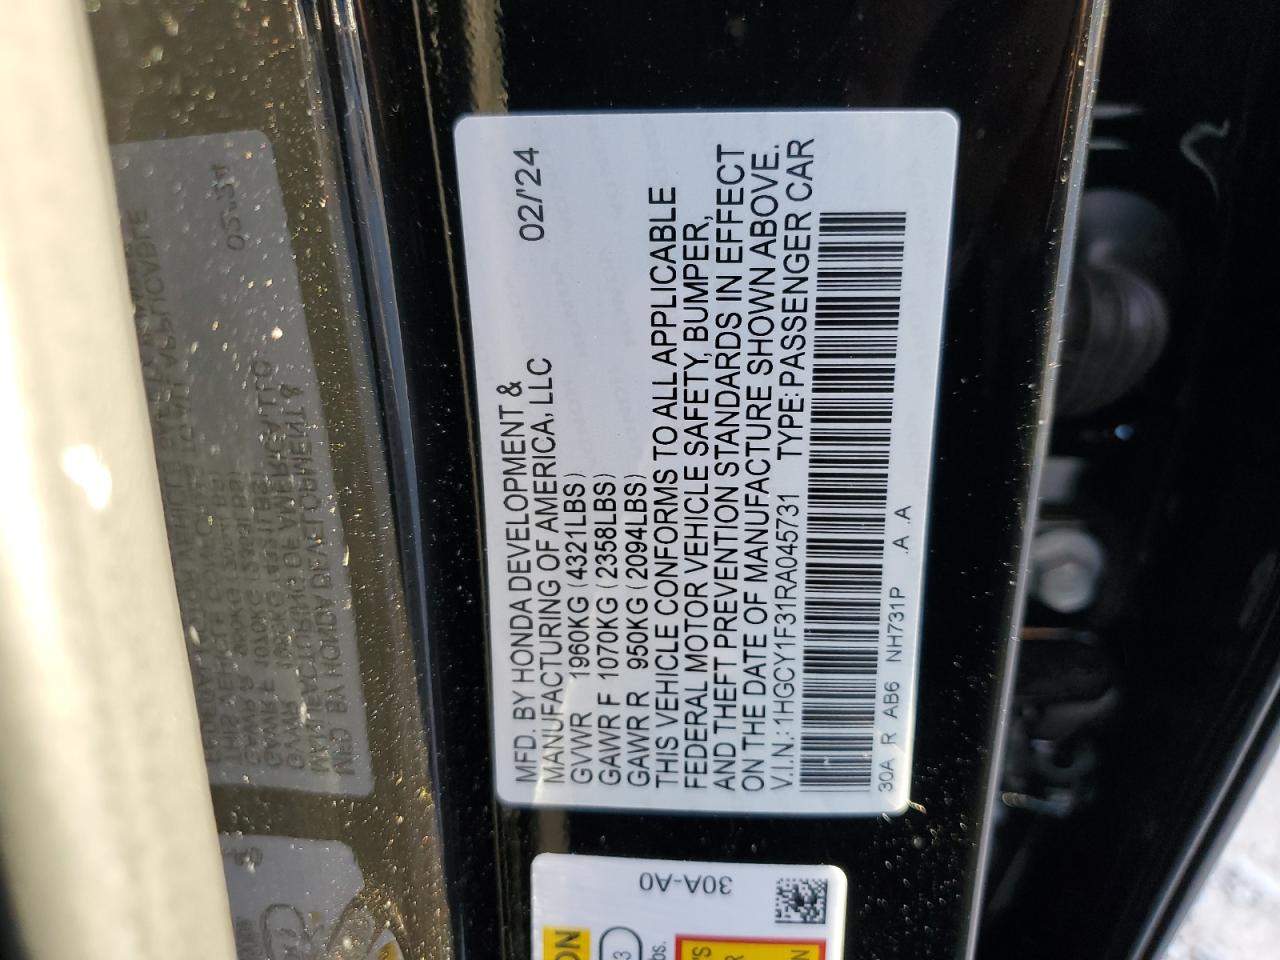 MFD. BY HONDA DEVELOPMENT &
MANUFACTURING OF AMERICA, LLC 02/'24
GVWR 1960KG (4321LBS)
GAWR F 1070KG (2358LBS)
GAWR R 950KG (2094LBS)
THIS VEHICLE CONFORMS TO ALL APPLICABLE
FEDERAL MOTOR VEHICLE SAFETY, BUMPER,
AND THEFT PREVENTION STANDARDS IN EFFECT
ON THE DATE OF MANUFACTURE SHOWN ABOVE.
V.I.N.: 1HGCY1F31RA045731 TYPE: PASSENGER CAR
30A R AB6 NH731P .A .A
30A-A0